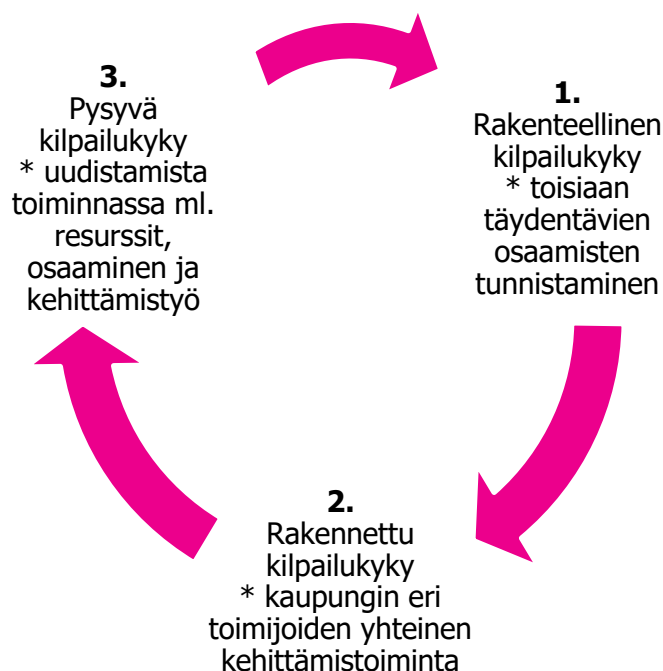 1.
Rakenteellinen
kilpailukyky
* toisiaan
täydentävien
osaamisten
tunnistaminen
2.
Rakennettu
kilpailukyky
* kaupungin eri
toimijoiden yhteinen
kehittämistoiminta
3.
Pysyvä
kilpailukyky
* uudistamista
toiminnassa ml.
resurssit,
osaaminen ja
kehittämistyö